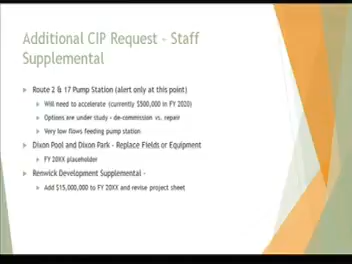 Additional CIP Request - Staff
Supplemental
Route 2 & 17 Pump Station (alert only at this point)
Will need to accelerate (currently $500,000 in FY 2020)
Options are under study - de-commission vs. repair
Very low flows feeding pump station
Dixon Pool and Dixon Park - Replace Fields or Equipment
FY 20XX placeholder
Renwick Development Supplemental -
Add $15,000,000 to FY 20XX and revise project sheet